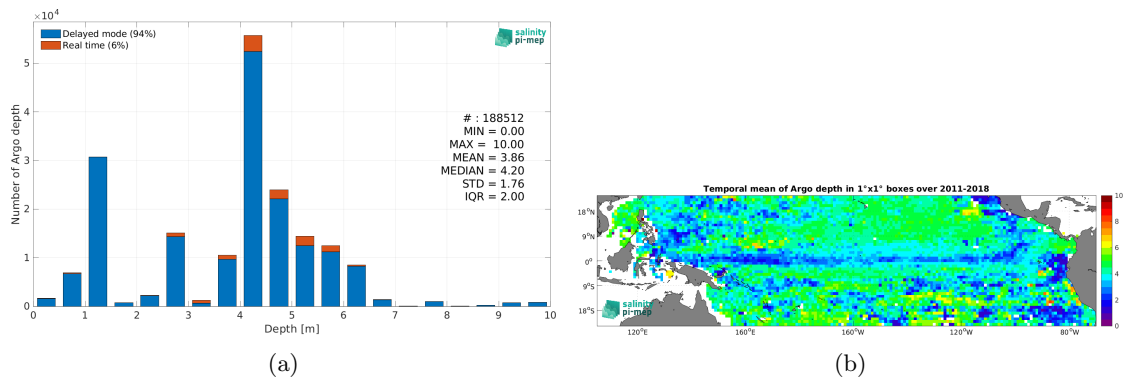 ×10⁴
Delayed mode (94%)
Real time (6%)
salinity
pi-mep
5
4
3
2
1
0
Number of Argo depth
# : 188512
MIN = 0.00
MAX = 10.00
MEAN = 3.86
MEDIAN = 4.20
STD = 1.76
IQR = 2.00
0 1 2 3 4 5 6 7 8 9 10
Depth [m]
(a)
Temporal mean of Argo depth in 1°x1° boxes over 2011-2018
18°N
9°N
0°
9°S
18°S
salinity
pi-mep
120°E 140°E 160°E 180°W 160°W 140°W 120°W 100°W 80°W
10
8
6
4
2
0
(b)